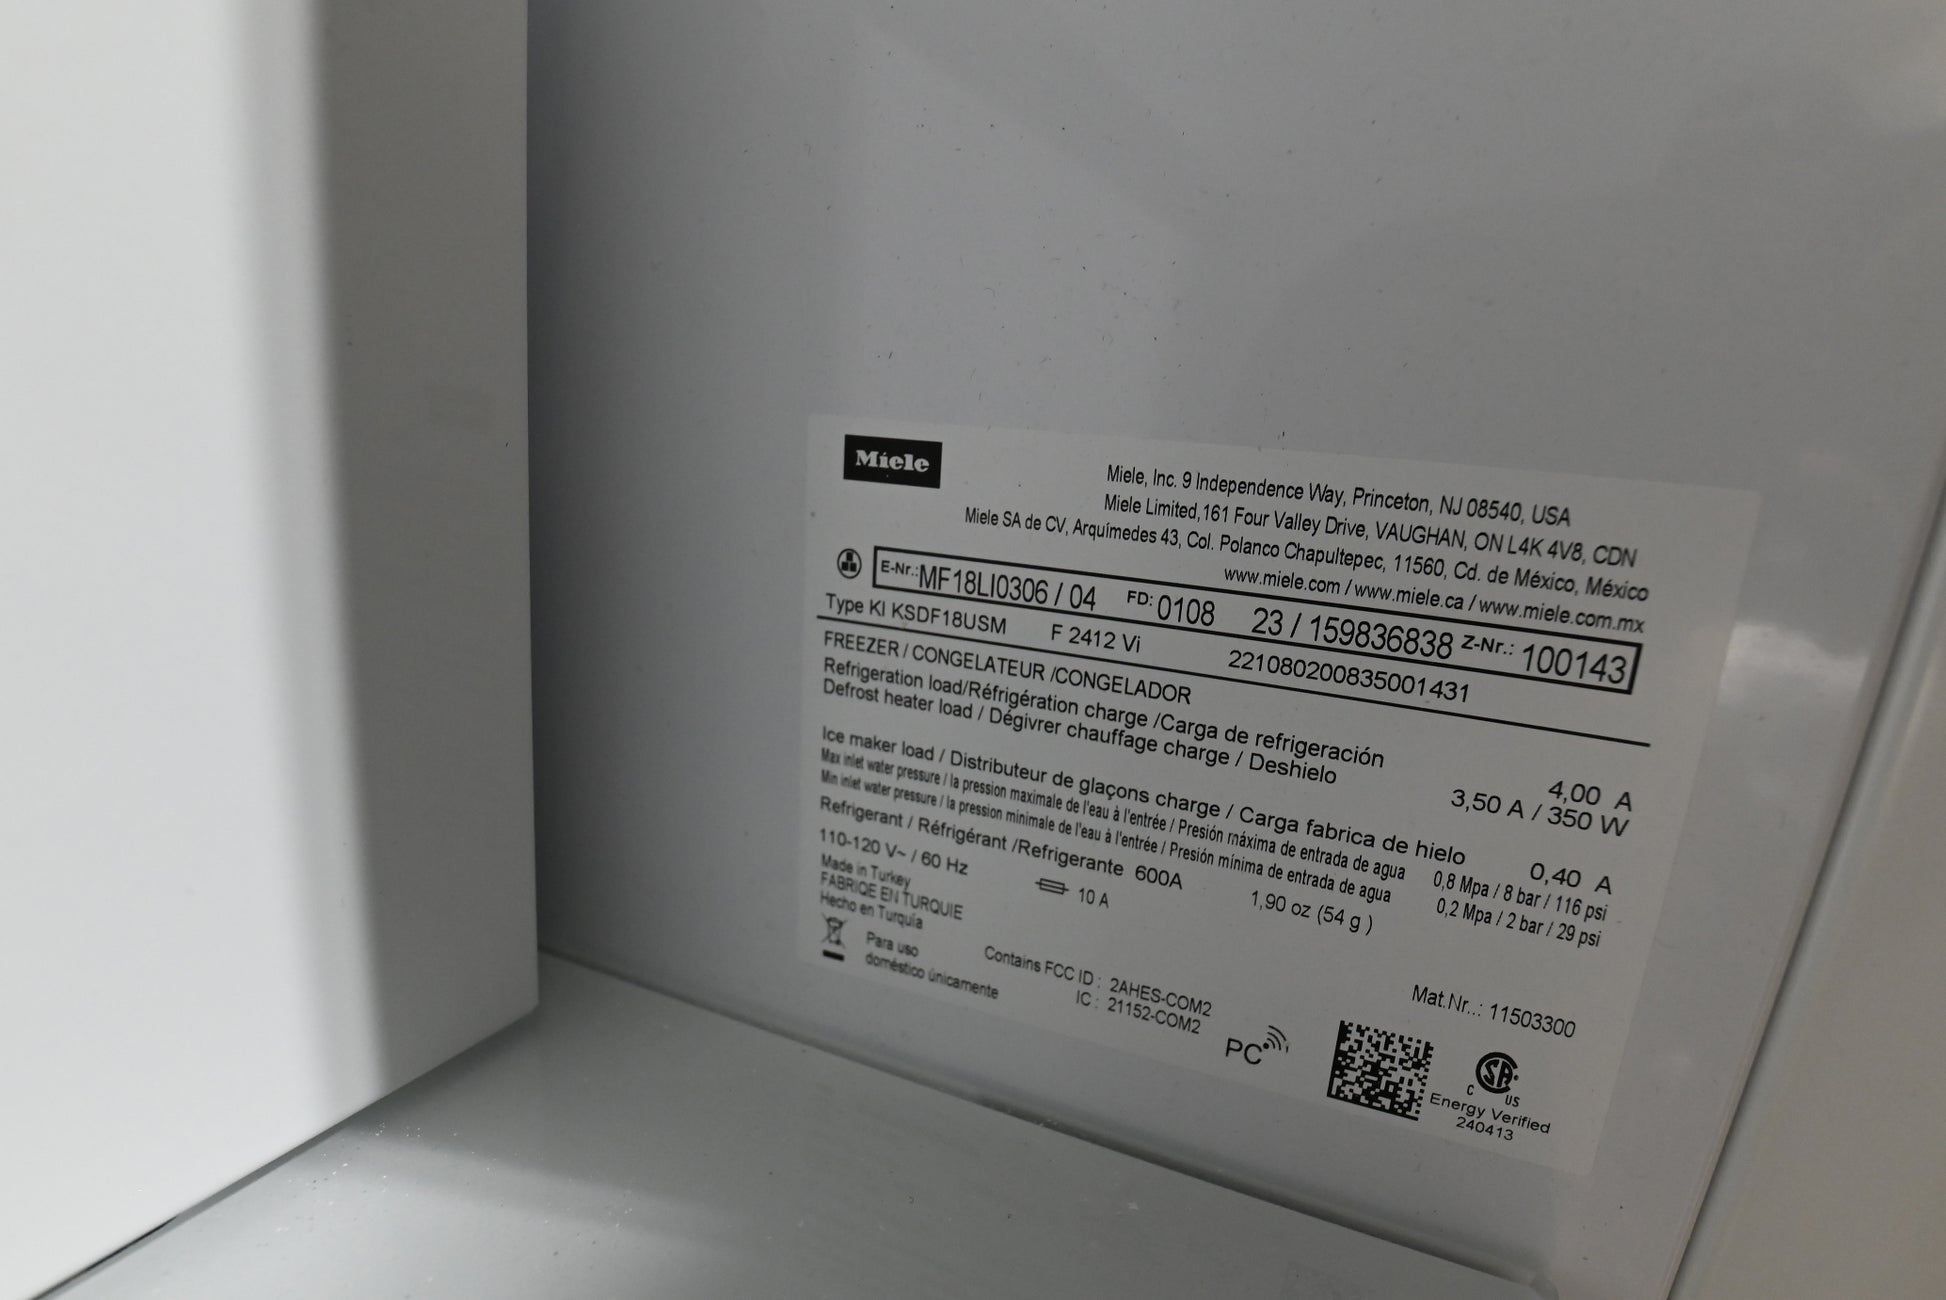 Miele
Miele, Inc. 9 Independence Way, Princeton, NJ 08540, USA
Miele Limited,161 Four Valley Drive, VAUGHAN, ON L4K 4V8, CDN
Miele SA de CV, Arquímedes 43, Col. Polanco Chapultepec, 11560, Cd. de México, México
www.miele.com / www.miele.ca / www.miele.com.mx
E-Nr.: MF18LI0306 / 04 FD: 0108 23 / 159836838 Z-Nr.: 100143
Type KI KSDF18USM F 2412 Vi 221080200835001431
FREEZER / CONGELATEUR /CONGELADOR
Refrigeration load/Réfrigération charge /Carga de refrigeración 4,00 A
Defrost heater load / Dégivrer chauffage charge / Deshielo 3,50 A / 350 W
Ice maker load / Distributeur de glaçons charge / Carga fabrica de hielo 0,40 A
Max inlet water pressure / la pression maximale de l'eau à l'entrée / Presión máxima de entrada de agua 0,8 Mpa / 8 bar / 116 psi
Min inlet water pressure / la pression minimale de l'eau à l'entrée / Presión mínima de entrada de agua 0,2 Mpa / 2 bar / 29 psi
Refrigerant / Réfrigérant /Refrigerante 600A 1,90 oz (54 g )
110-120 V~ / 60 Hz 10 A
Made in Turkey
FABRIQE EN TURQUIE
Hecho en Turquía
Para uso
doméstico únicamente
Contains FCC ID : 2AHES-COM2
IC : 21152-COM2
Mat.Nr..: 11503300
PC
C SA US
Energy Verified
240413